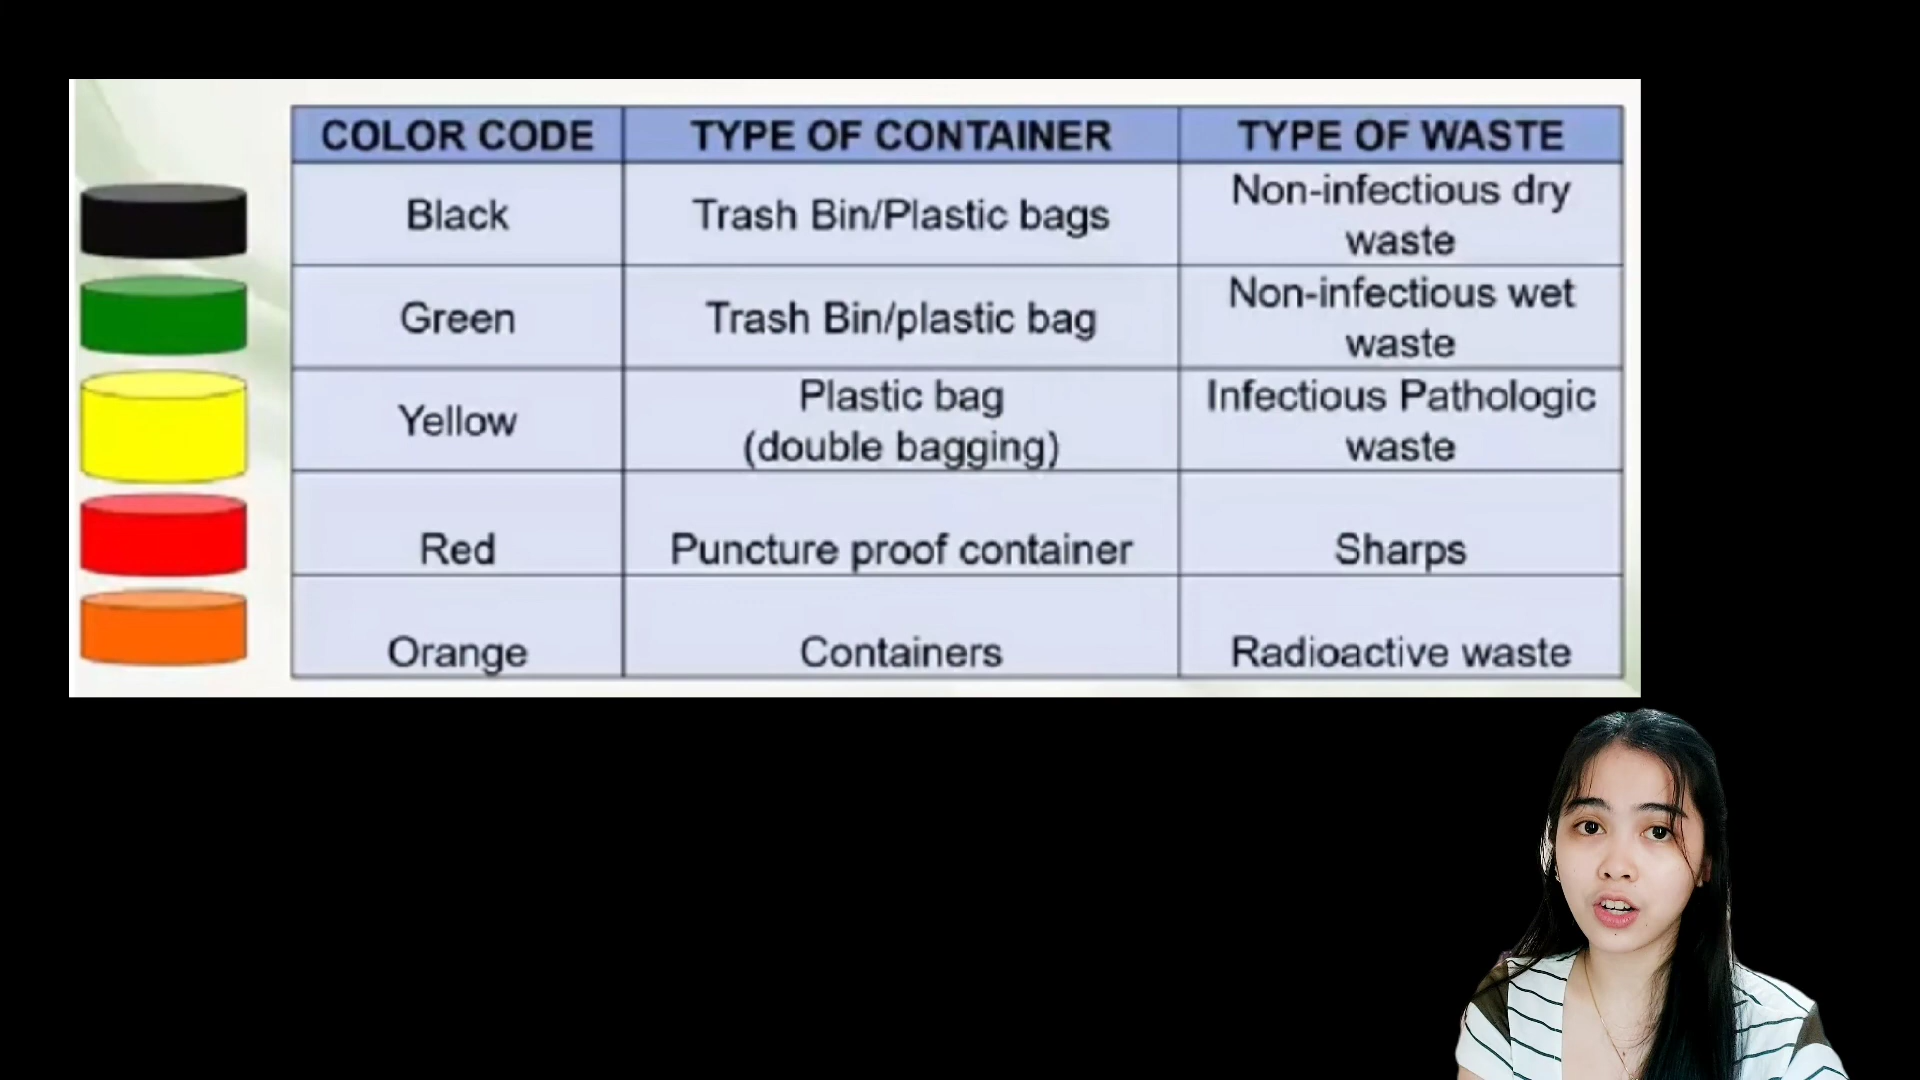 COLOR CODE TYPE OF CONTAINER TYPE OF WASTE
Black Trash Bin/Plastic bags Non-infectious dry
waste
Green Trash Bin/plastic bag Non-infectious wet
waste
Yellow Plastic bag Infectious Pathologic
(double bagging) waste
Red Puncture proof container Sharps
Orange Containers Radioactive waste